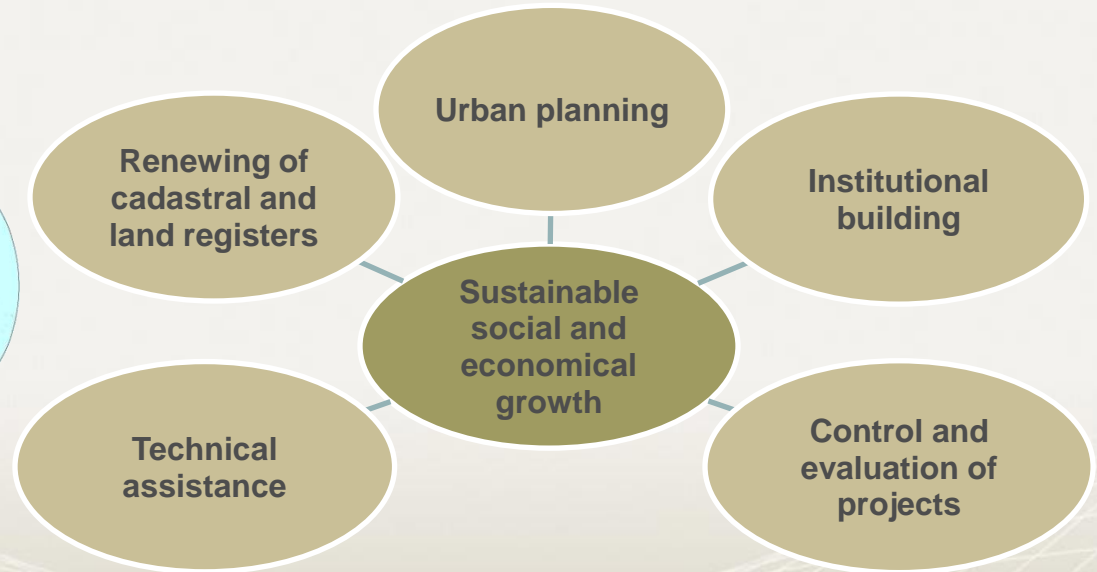 Urban planning
Renewing of
cadastral and
land registers
Institutional
building
Sustainable
social and
economical
growth
Technical
assistance
Control and
evaluation of
projects